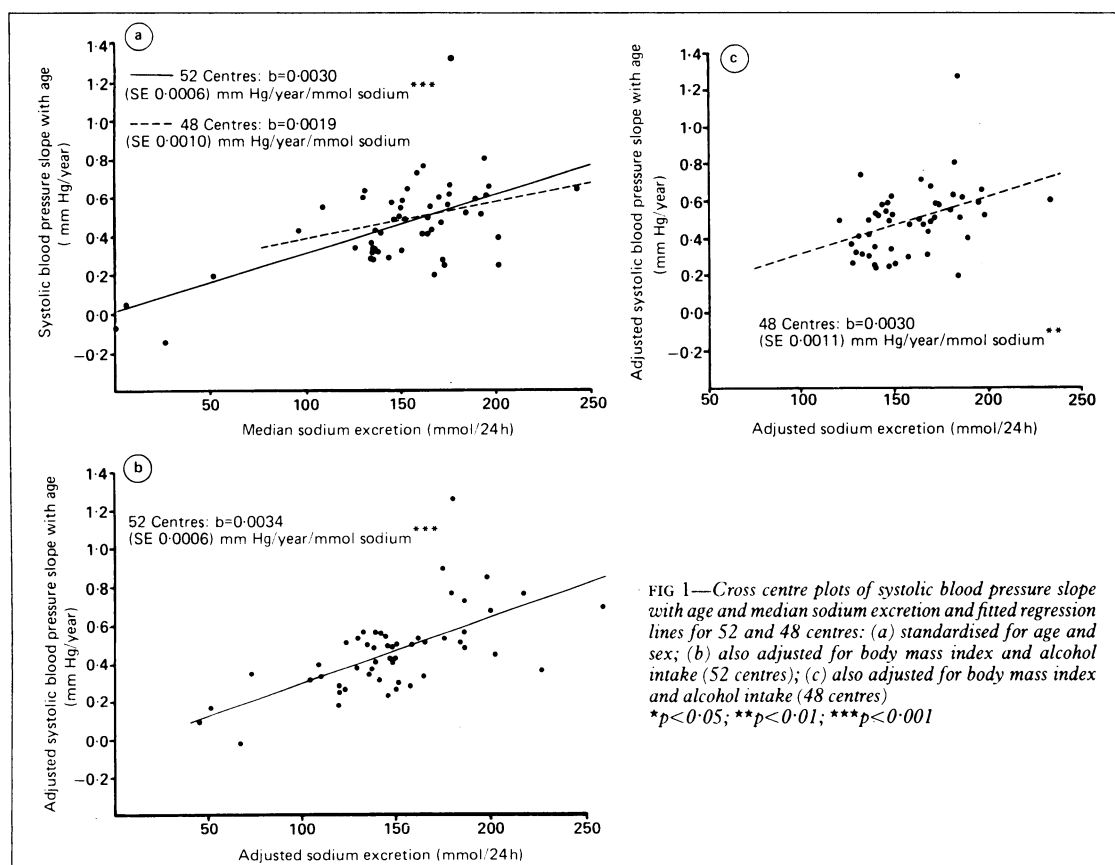 a
1·4
1·2
1·0
0·8
0·6
0·4
0·2
0·0
−0·2
Systolic blood pressure slope with age
(mm Hg/year)
52 Centres: b=0·0030
(SE 0·0006) mm Hg/year/mmol sodium ***
48 Centres: b=0·0019
(SE 0·0010) mm Hg/year/mmol sodium
50 100 150 200 250
Median sodium excretion (mmol/24h)
c
1·4
1·2
1·0
0·8
0·6
0·4
0·2
0·0
−0·2
Adjusted systolic blood pressure slope with age
(mm Hg/year)
48 Centres: b=0·0030
(SE 0·0011) mm Hg/year/mmol sodium **
50 100 150 200 250
Adjusted sodium excretion (mmol/24h)
b
1·4
1·2
1·0
0·8
0·6
0·4
0·2
0·0
−0·2
Adjusted systolic blood pressure slope with age
(mm Hg/year)
52 Centres: b=0·0034
(SE 0·0006) mm Hg/year/mmol sodium ***
50 100 150 200 250
Adjusted sodium excretion (mmol/24h)
FIG 1—Cross centre plots of systolic blood pressure slope
with age and median sodium excretion and fitted regression
lines for 52 and 48 centres: (a) standardised for age and
sex; (b) also adjusted for body mass index and alcohol
intake (52 centres); (c) also adjusted for body mass index
and alcohol intake (48 centres)
*p<0·05; **p<0·01; ***p<0·001